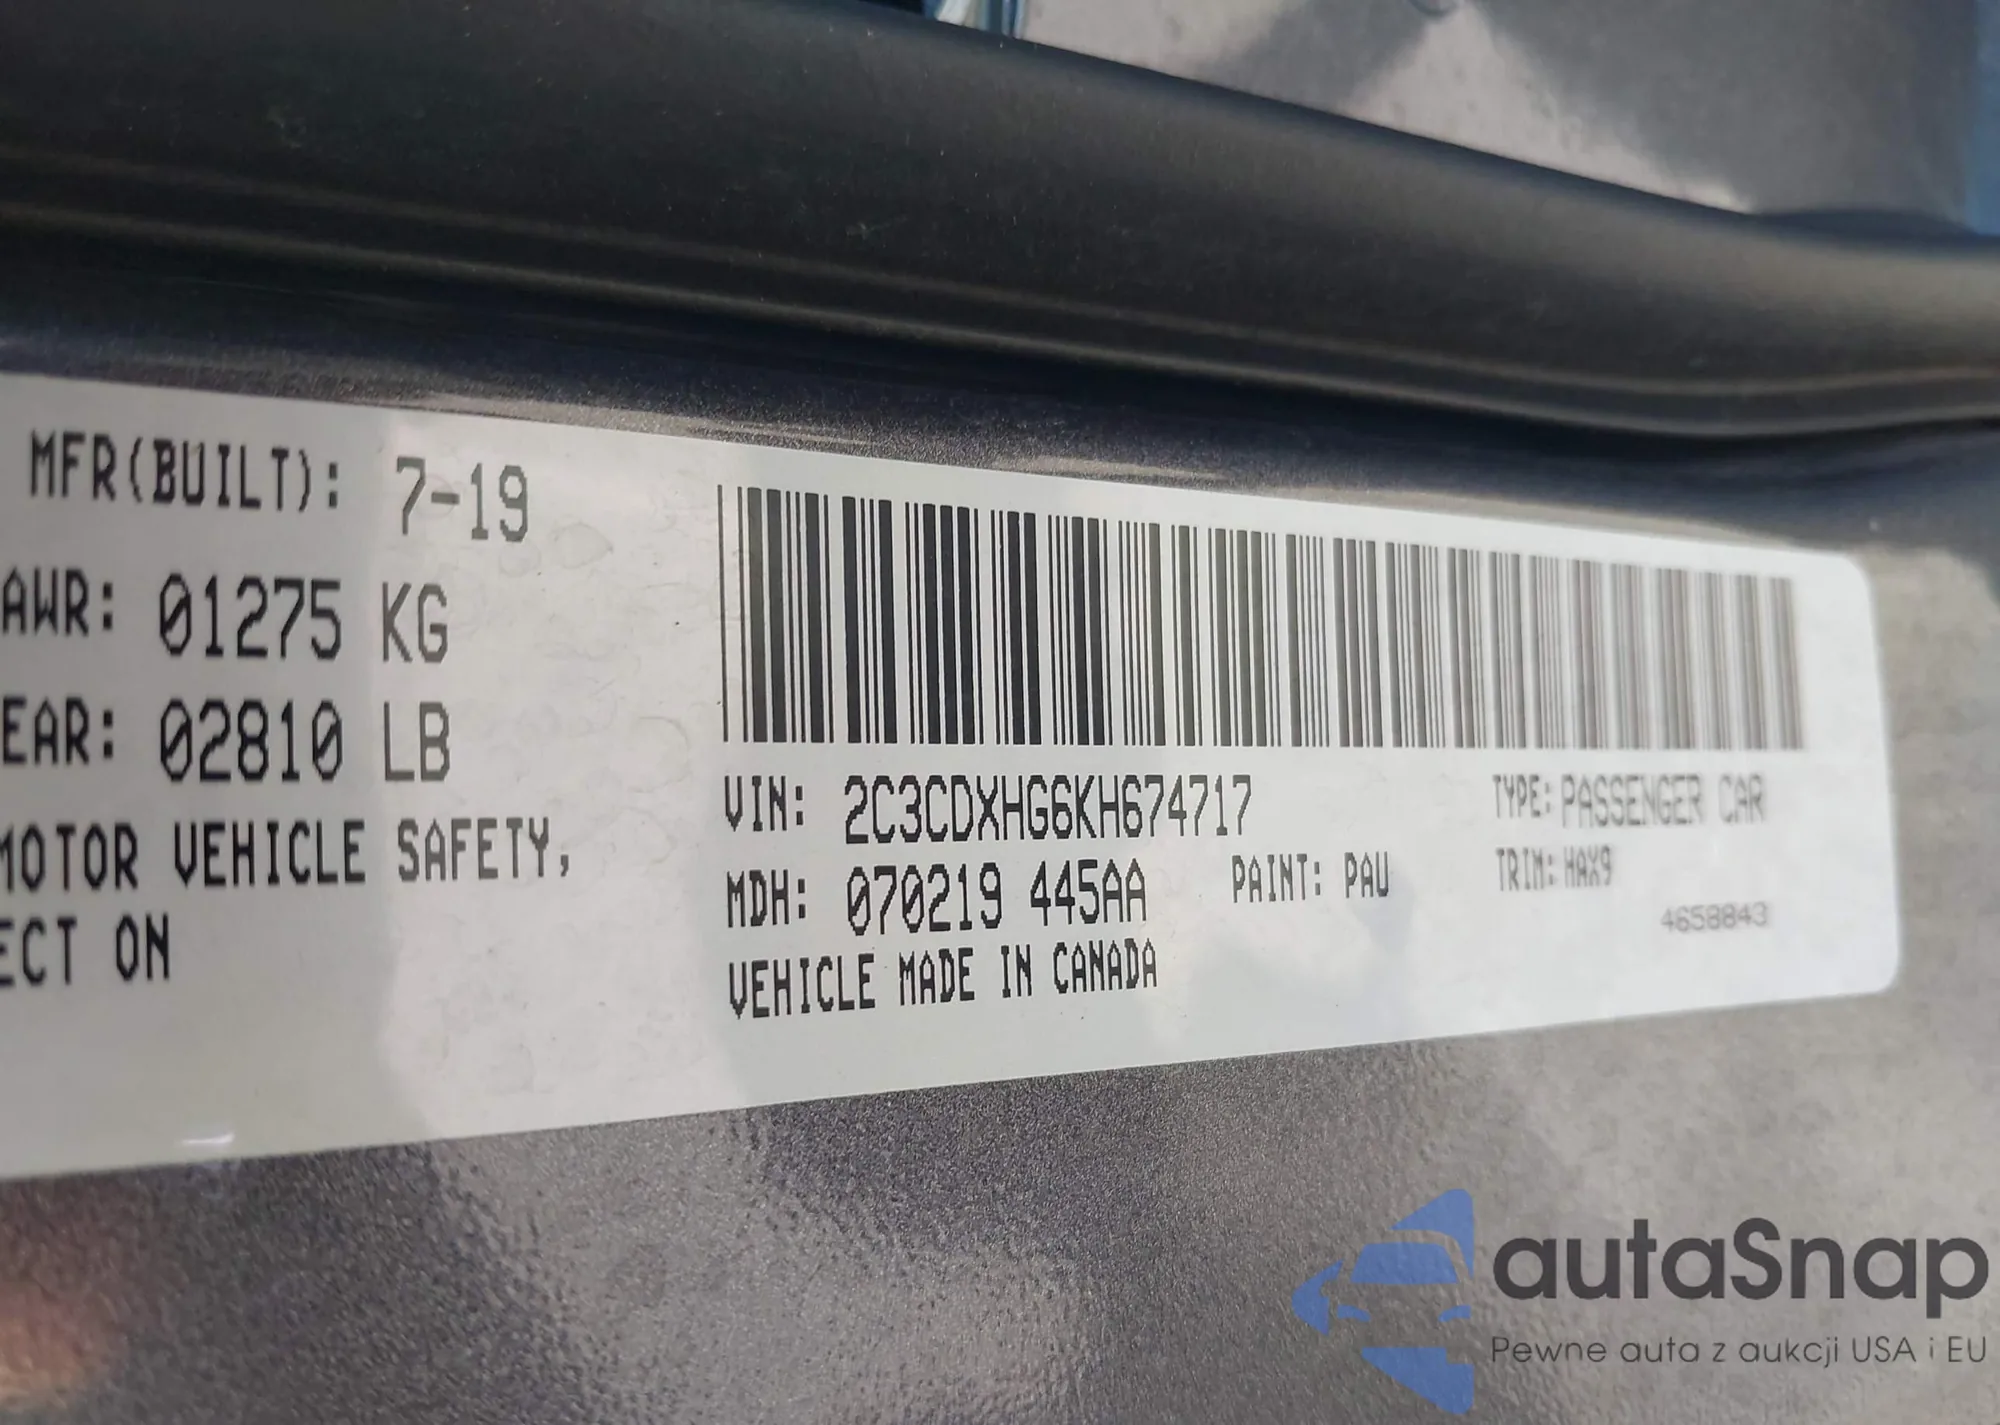 MFR(BUILT): 7-19
AWR: 01275 KG
EAR: 02810 LB
MOTOR VEHICLE SAFETY,
ECT ON
VIN: 2C3CDXHG6KH674717
TYPE: PASSENGER CAR
MDH: 070219 445AA
PAINT: PAU
TRIM: HAX9
4658843
VEHICLE MADE IN CANADA
autaSnap
Pewne auta z aukcji USA i EU